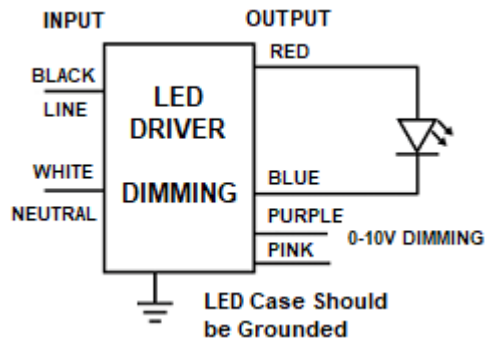 INPUT
OUTPUT
BLACK
LINE
WHITE
NEUTRAL
LED
DRIVER
DIMMING
RED
BLUE
PURPLE
PINK
0-10V DIMMING
LED Case Should
be Grounded